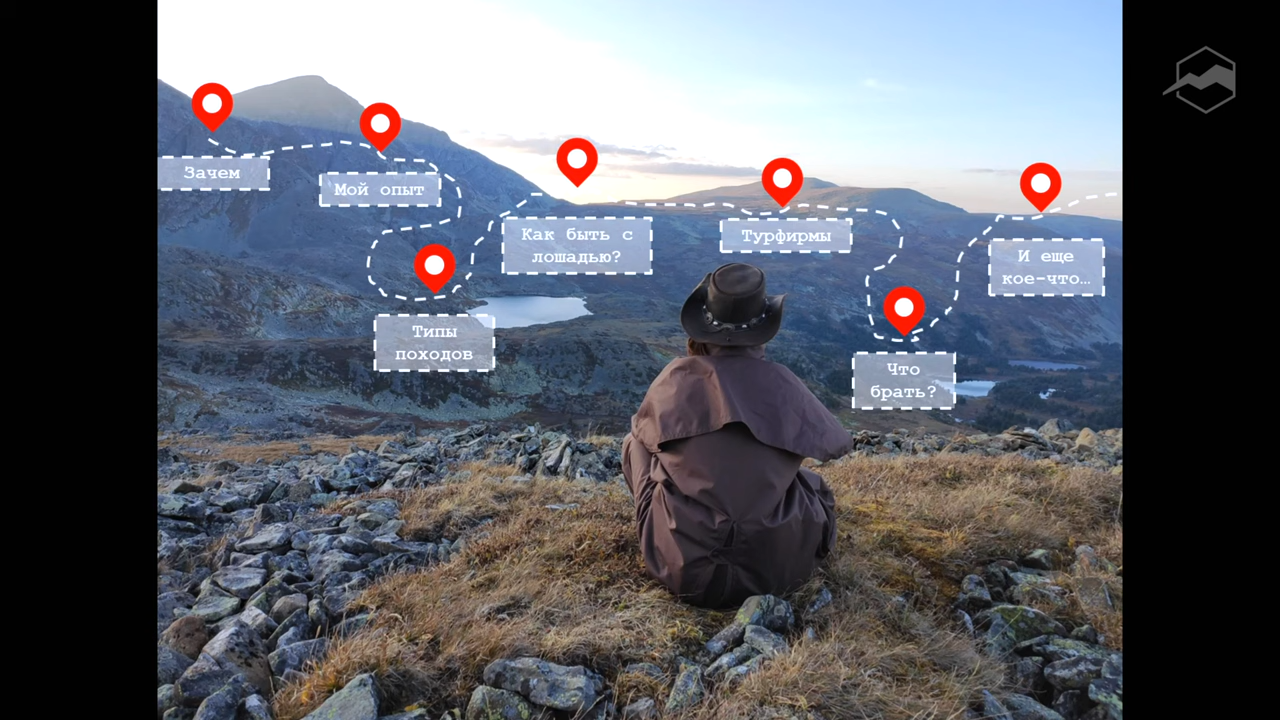 Зачем
Мой опыт
Типы
походов
Как быть с
лошадью?
Турфирмы
Что
брать?
И еще
кое-что…